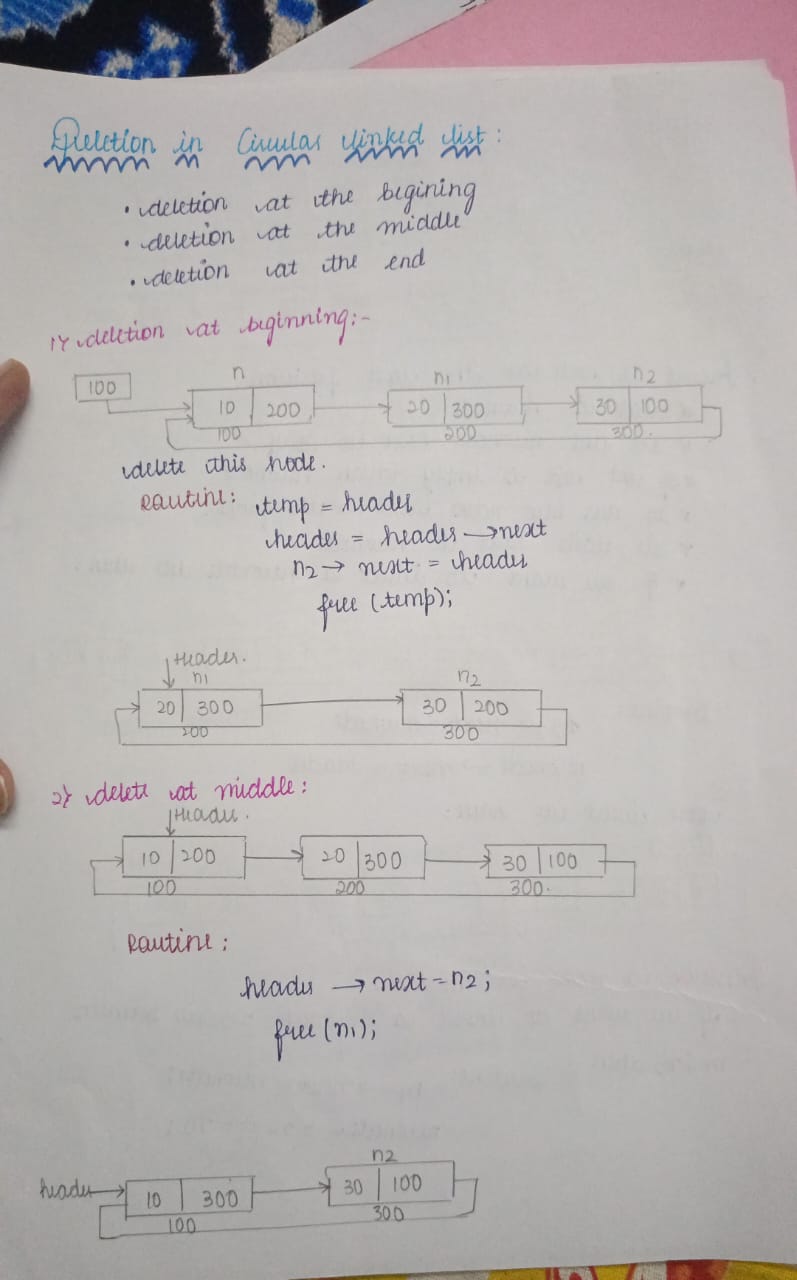 Deletion in Circular linked list :
• deletion at the begining
• deletion at the middle
• deletion at the end
1} deletion at beginning:-
n n1 n2
100
10 200 20 300 30 100
100 200 300.
delete this node.
Routine: temp = header
header = header → next
n2 → next = header
free (temp);
Header.
n1 n2
20 300 30 200
200 300
2} delete at middle :
Header.
10 200 20 300 30 100
100 200 300.
Routine :
header → next = n2 ;
free (n1);
n2
header 10 300 30 100
100 300